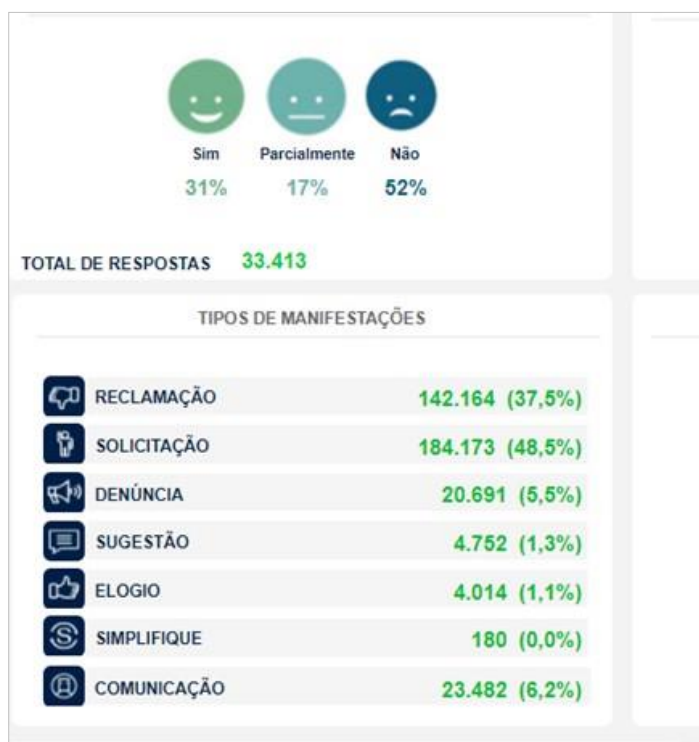 Sim Parcialmente Não
31% 17% 52%
TOTAL DE RESPOSTAS 33.413
TIPOS DE MANIFESTAÇÕES
RECLAMAÇÃO 142.164 (37,5%)
SOLICITAÇÃO 184.173 (48,5%)
DENÚNCIA 20.691 (5,5%)
SUGESTÃO 4.752 (1,3%)
ELOGIO 4.014 (1,1%)
SIMPLIFIQUE 180 (0,0%)
COMUNICAÇÃO 23.482 (6,2%)